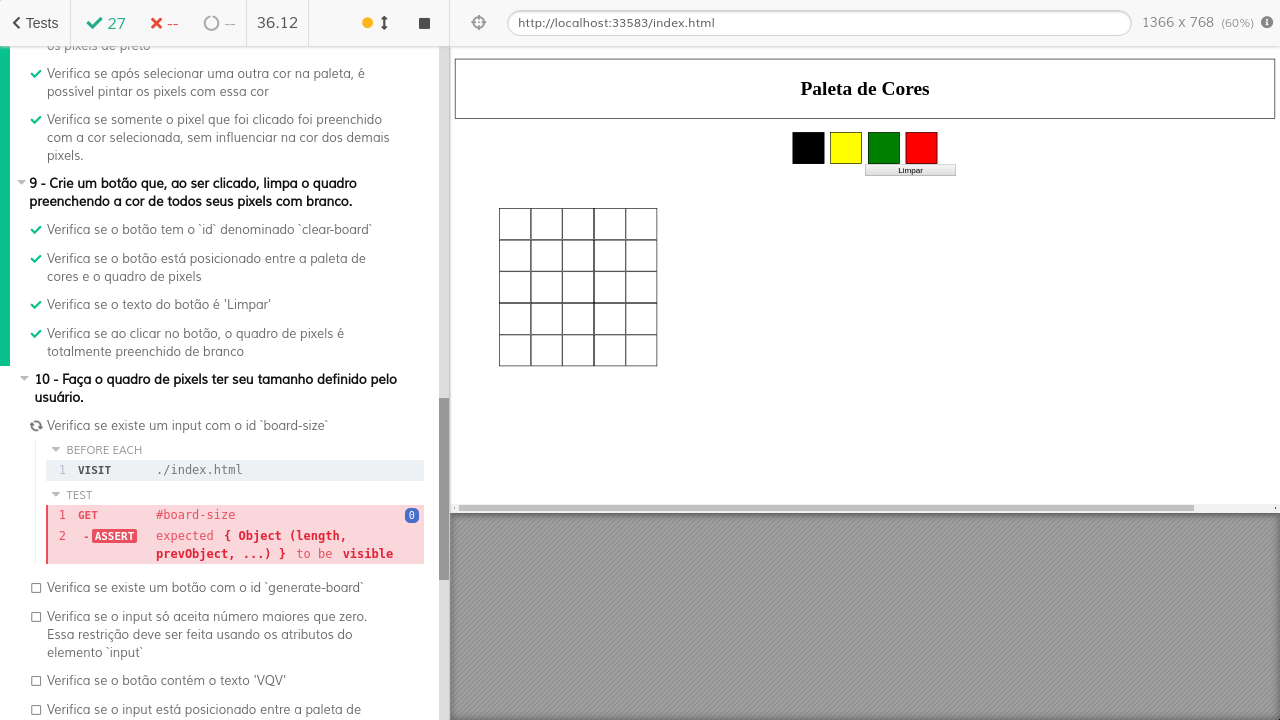 Tests
27
--
--
36.12
http://localhost:33583/index.html
1366 x 768 (60%)
os pixels de preto
Verifica se após selecionar uma outra cor na paleta, é
possível pintar os pixels com essa cor
Verifica se somente o pixel que foi clicado foi preenchido
com a cor selecionada, sem influenciar na cor dos demais
pixels.
9 - Crie um botão que, ao ser clicado, limpa o quadro
preenchendo a cor de todos seus pixels com branco.
Verifica se o botão tem o `id` denominado `clear-board`
Verifica se o botão está posicionado entre a paleta de
cores e o quadro de pixels
Verifica se o texto do botão é 'Limpar'
Verifica se ao clicar no botão, o quadro de pixels é
totalmente preenchido de branco
10 - Faça o quadro de pixels ter seu tamanho definido pelo
usuário.
Verifica se existe um input com o id `board-size`
BEFORE EACH
1 VISIT ./index.html
TEST
1 GET #board-size 0
2 -ASSERT expected { Object (length,
prevObject, ...) } to be visible
Verifica se existe um botão com o id `generate-board`
Verifica se o input só aceita número maiores que zero.
Essa restrição deve ser feita usando os atributos do
elemento `input`
Verifica se o botão contém o texto 'VQV'
Verifica se o input está posicionado entre a paleta de
Paleta de Cores
Limpar